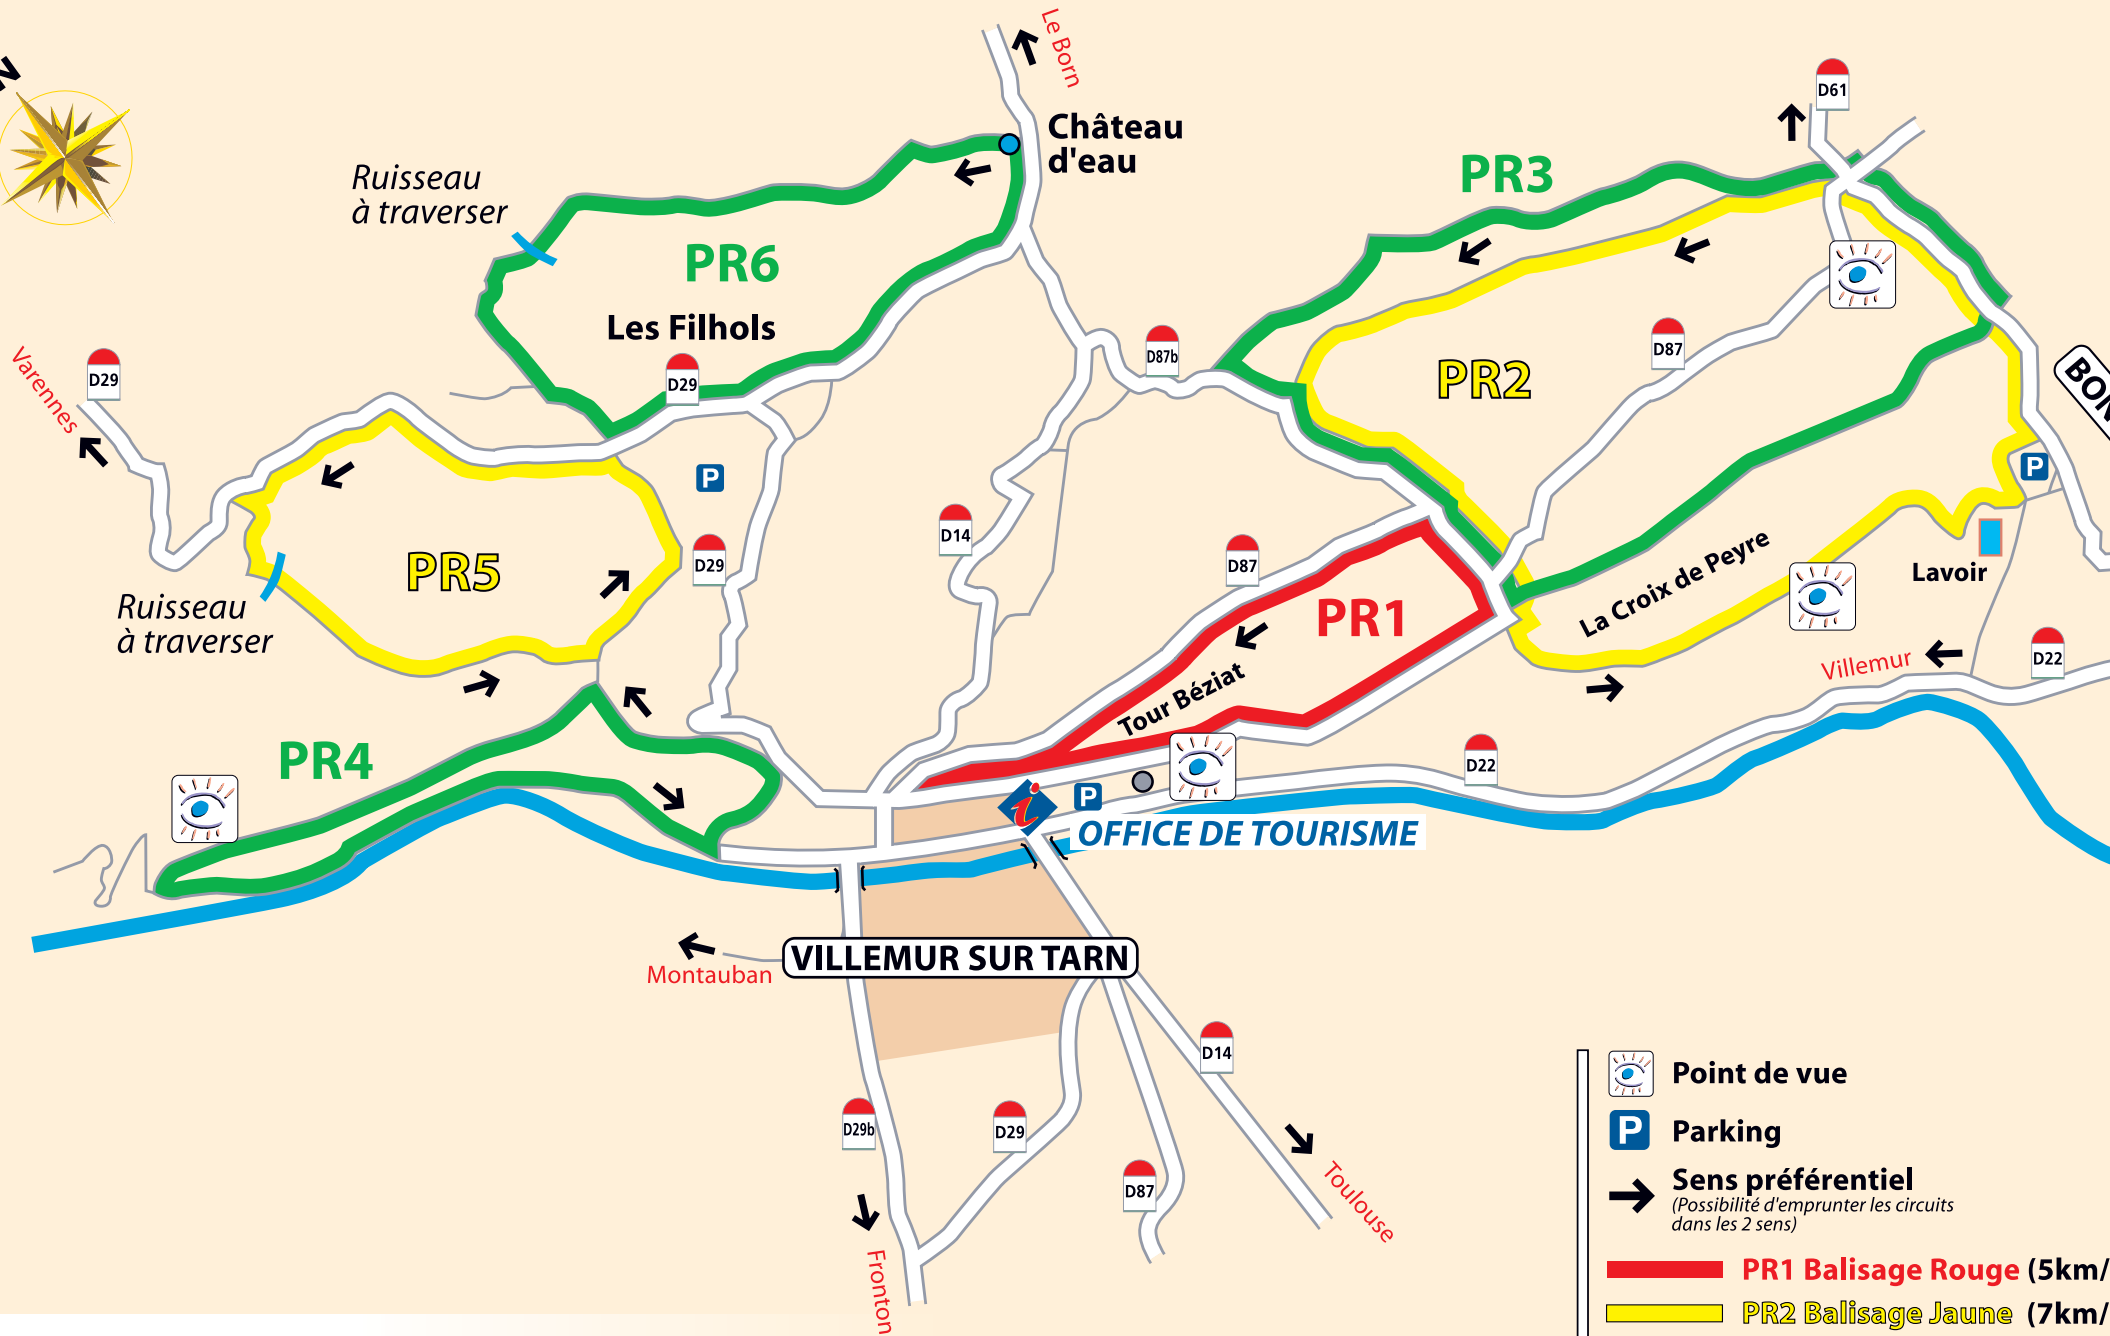 N
Le Born
D61
Château
d'eau
PR3
Ruisseau
à traverser
PR6
Les Filhols
D87b
D87
D29
D29
Varennes
PR2
BON
P
P
D14
D29
D87
PR5
La Croix de Peyre
Lavoir
Ruisseau
à traverser
PR1
Villemur
D22
Tour Béziat
PR4
D22
i
P
OFFICE DE TOURISME
VILLEMUR SUR TARN
Montauban
D14
D29b
D29
D87
Toulouse
Fronton
Point de vue
P
Parking
Sens préférentiel
(Possibilité d'emprunter les circuits
dans les 2 sens)
PR1 Balisage Rouge (5km/
PR2 Balisage Jaune (7km/